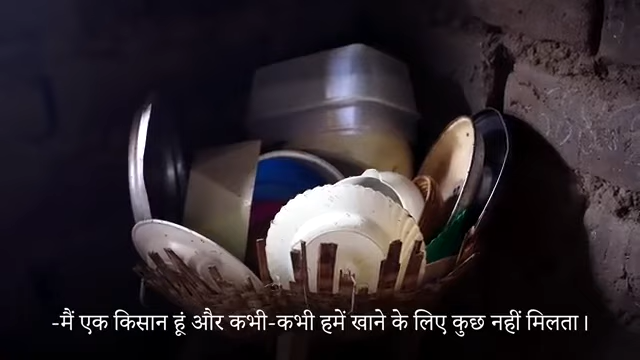 -मैं एक किसान हूं और कभी-कभी हमें खाने के लिए कुछ नहीं मिलता।